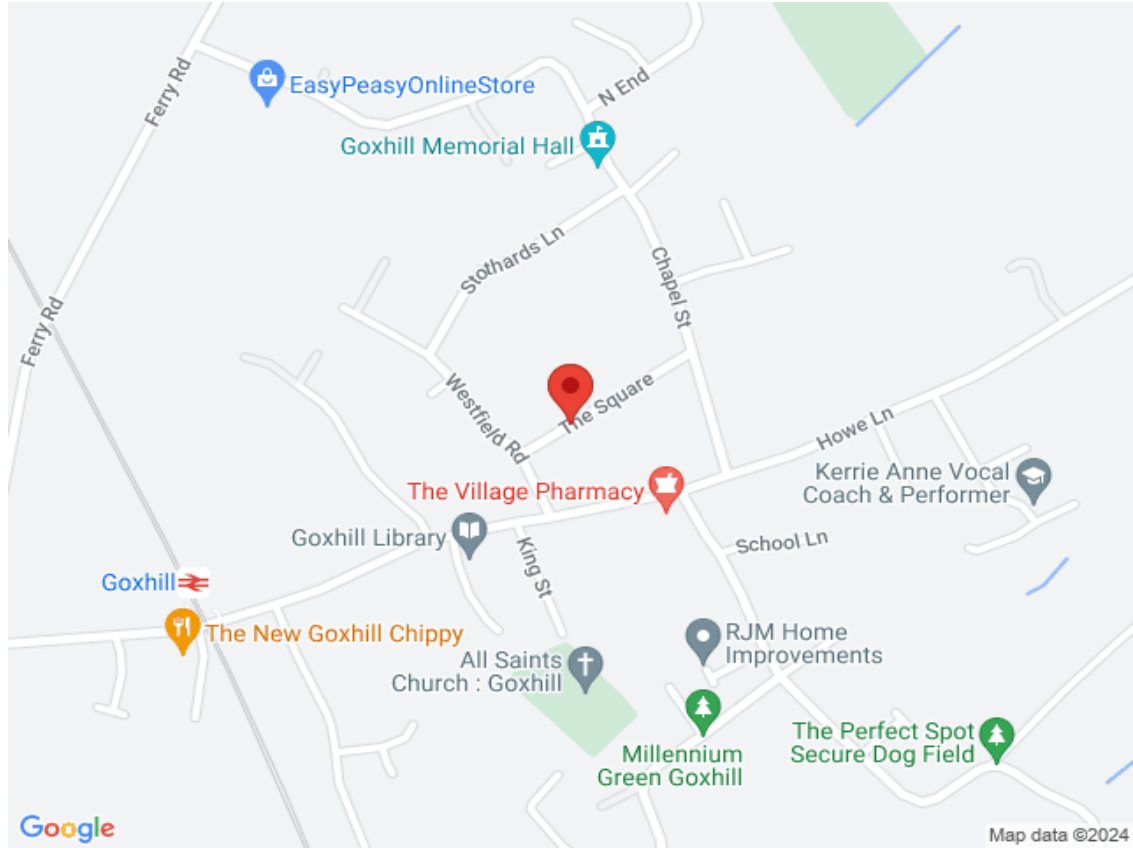 Ferry Rd
EasyPeasyOnlineStore
N End
Goxhill Memorial Hall
Stothards Ln
Chapel St
Ferry Rd
Westfield Rd
The Square
Howe Ln
The Village Pharmacy
Kerrie Anne Vocal
Coach & Performer
Goxhill Library
King St
School Ln
Goxhill
The New Goxhill Chippy
RJM Home
Improvements
All Saints
Church : Goxhill
The Perfect Spot
Secure Dog Field
Millennium
Green Goxhill
Google
Map data ©2024